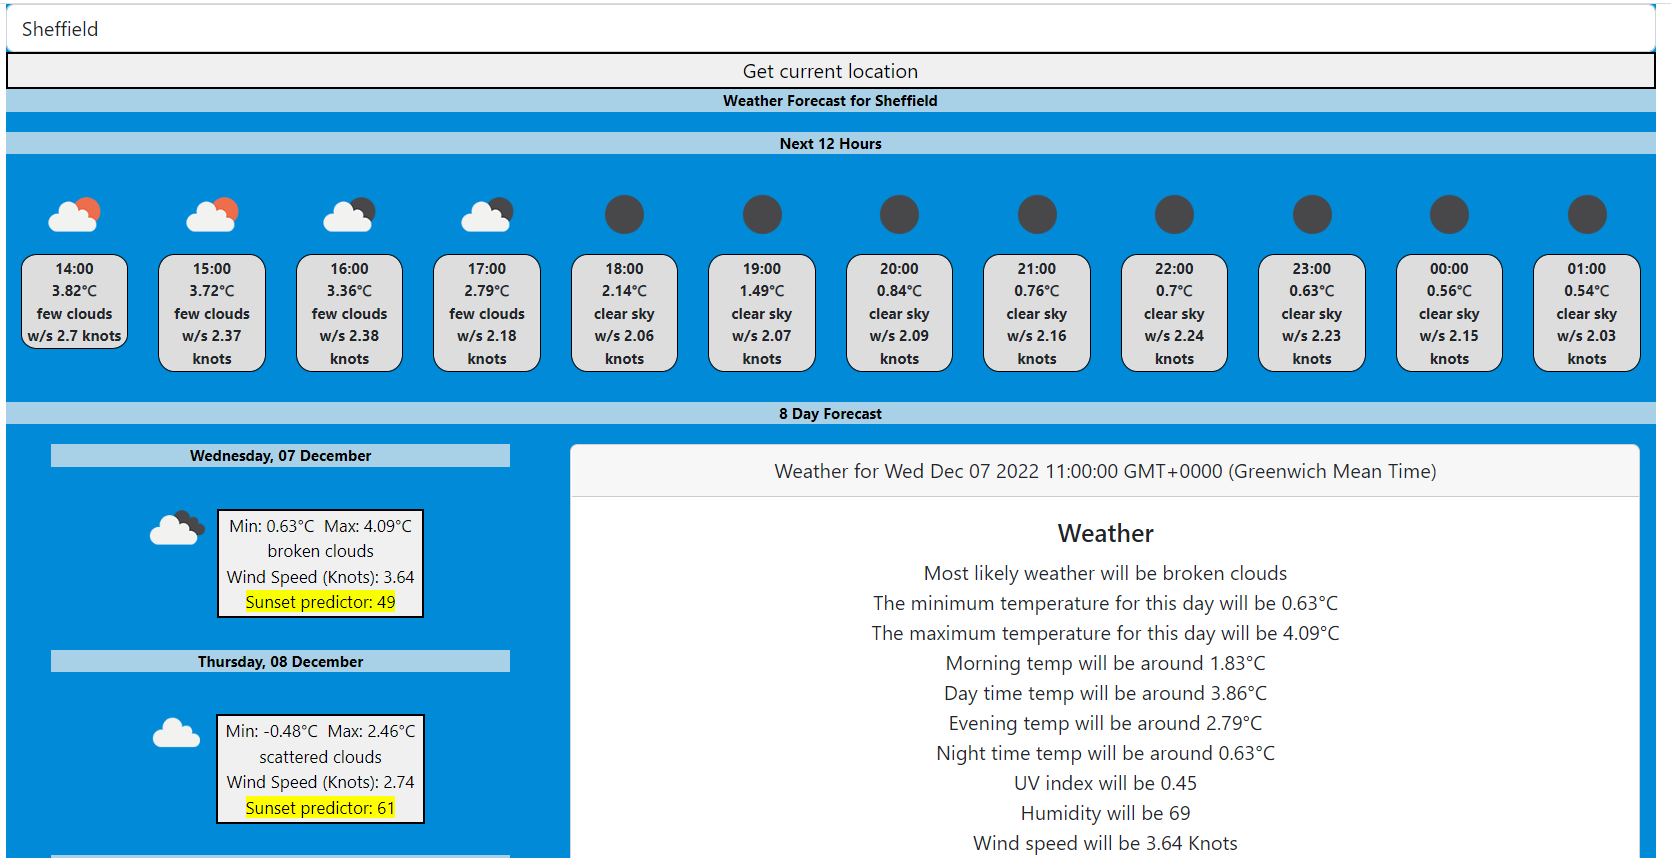 Sheffield
Get current location
Weather Forecast for Sheffield
Next 12 Hours
14:00
3.82°C
few clouds
w/s 2.7 knots
15:00
3.72°C
few clouds
w/s 2.37
knots
16:00
3.36°C
few clouds
w/s 2.38
knots
17:00
2.79°C
few clouds
w/s 2.18
knots
18:00
2.14°C
clear sky
w/s 2.06
knots
19:00
1.49°C
clear sky
w/s 2.07
knots
20:00
0.84°C
clear sky
w/s 2.09
knots
21:00
0.76°C
clear sky
w/s 2.16
knots
22:00
0.7°C
clear sky
w/s 2.24
knots
23:00
0.63°C
clear sky
w/s 2.23
knots
00:00
0.56°C
clear sky
w/s 2.15
knots
01:00
0.54°C
clear sky
w/s 2.03
knots
8 Day Forecast
Wednesday, 07 December
Min: 0.63°C Max: 4.09°C
broken clouds
Wind Speed (Knots): 3.64
Sunset predictor: 49
Thursday, 08 December
Min: -0.48°C Max: 2.46°C
scattered clouds
Wind Speed (Knots): 2.74
Sunset predictor: 61
Weather for Wed Dec 07 2022 11:00:00 GMT+0000 (Greenwich Mean Time)
Weather
Most likely weather will be broken clouds
The minimum temperature for this day will be 0.63°C
The maximum temperature for this day will be 4.09°C
Morning temp will be around 1.83°C
Day time temp will be around 3.86°C
Evening temp will be around 2.79°C
Night time temp will be around 0.63°C
UV index will be 0.45
Humidity will be 69
Wind speed will be 3.64 Knots